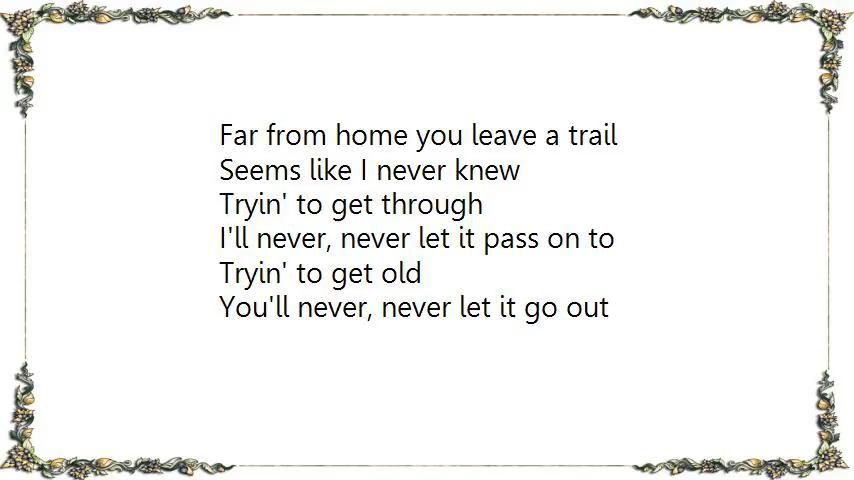 Far from home you leave a trail
Seems like I never knew
Tryin' to get through
I'll never, never let it pass on to
Tryin' to get old
You'll never, never let it go out